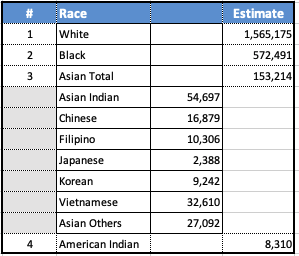 # Race Estimate
1 White 1,565,175
2 Black 572,491
3 Asian Total 153,214
Asian Indian 54,697
Chinese 16,879
Filipino 10,306
Japanese 2,388
Korean 9,242
Vietnamese 32,610
Asian Others 27,092
4 American Indian 8,310